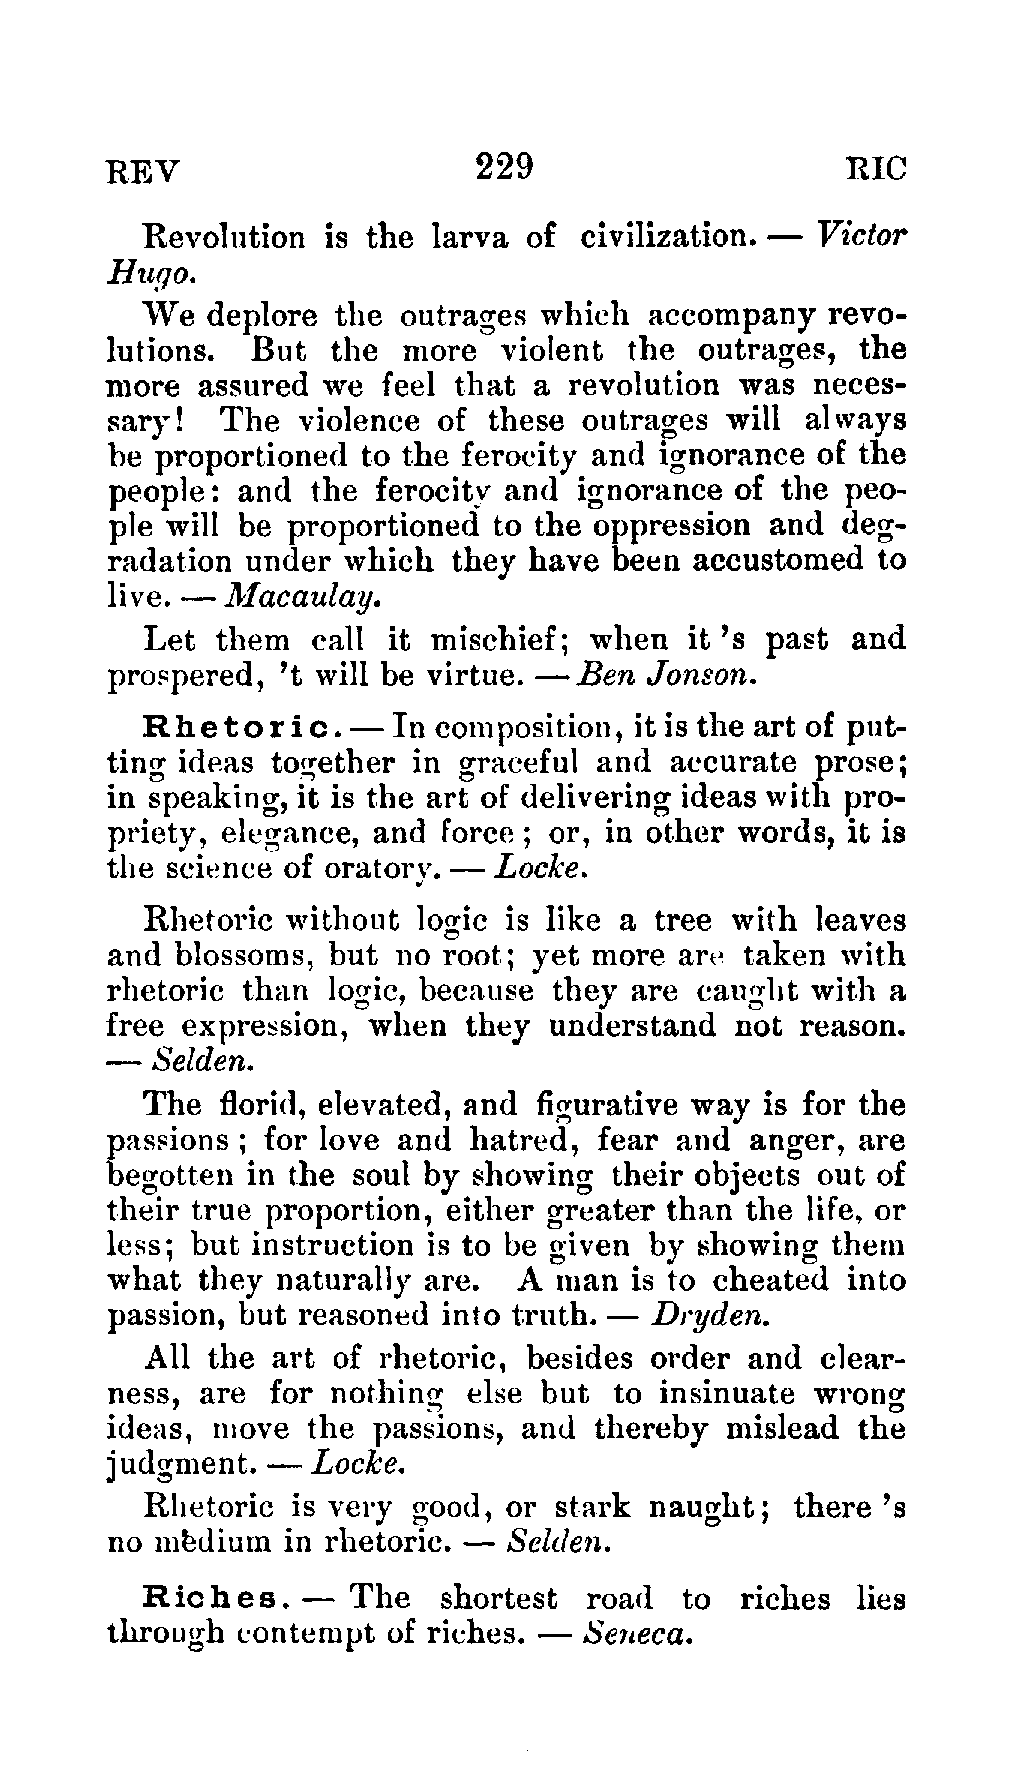 REV 229 RIC
Revolution is the larva of civilization. — Victor
Hugo.
We deplore the outrages which accompany revo-
lutions. But the more violent the outrages, the
more assured we feel that a revolution was neces-
sary! The violence of these outrages will always
be proportioned to the ferocity and ignorance of the
people: and the ferocity and ignorance of the peo-
ple will be proportioned to the oppression and deg-
radation under which they have been accustomed to
live. — Macaulay.
Let them call it mischief; when it 's past and
prospered, 't will be virtue. — Ben Jonson.
Rhetoric. — In composition, it is the art of put-
ting ideas together in graceful and accurate prose;
in speaking, it is the art of delivering ideas with pro-
priety, elegance, and force; or, in other words, it is
the science of oratory. — Locke.
Rhetoric without logic is like a tree with leaves
and blossoms, but no root; yet more are taken with
rhetoric than logic, because they are caught with a
free expression, when they understand not reason.
— Selden.
The florid, elevated, and figurative way is for the
passions; for love and hatred, fear and anger, are
begotten in the soul by showing their objects out of
their true proportion, either greater than the life, or
less; but instruction is to be given by showing them
what they naturally are. A man is to cheated into
passion, but reasoned into truth. — Dryden.
All the art of rhetoric, besides order and clear-
ness, are for nothing else but to insinuate wrong
ideas, move the passions, and thereby mislead the
judgment. — Locke.
Rhetoric is very good, or stark naught; there 's
no medium in rhetoric. — Selden.
Riches. — The shortest road to riches lies
through contempt of riches. — Seneca.